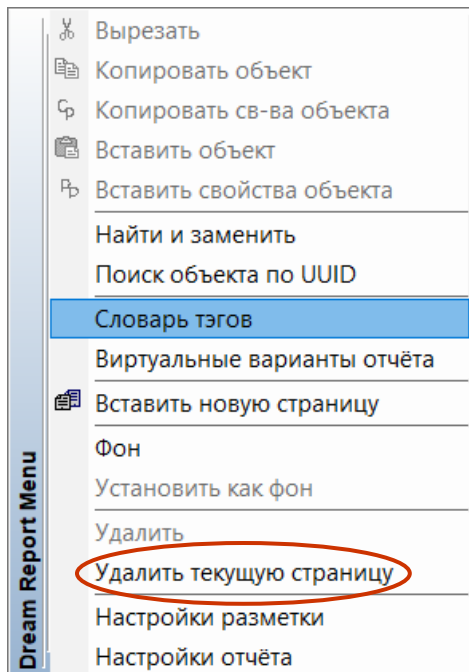 Вырезать
Копировать объект
Копировать св-ва объекта
Вставить объект
Вставить свойства объекта
Найти и заменить
Поиск объекта по UUID
Словарь тэгов
Виртуальные варианты отчёта
Вставить новую страницу
Фон
Установить как фон
Удалить
Удалить текущую страницу
Настройки разметки
Настройки отчёта
Dream Report Menu